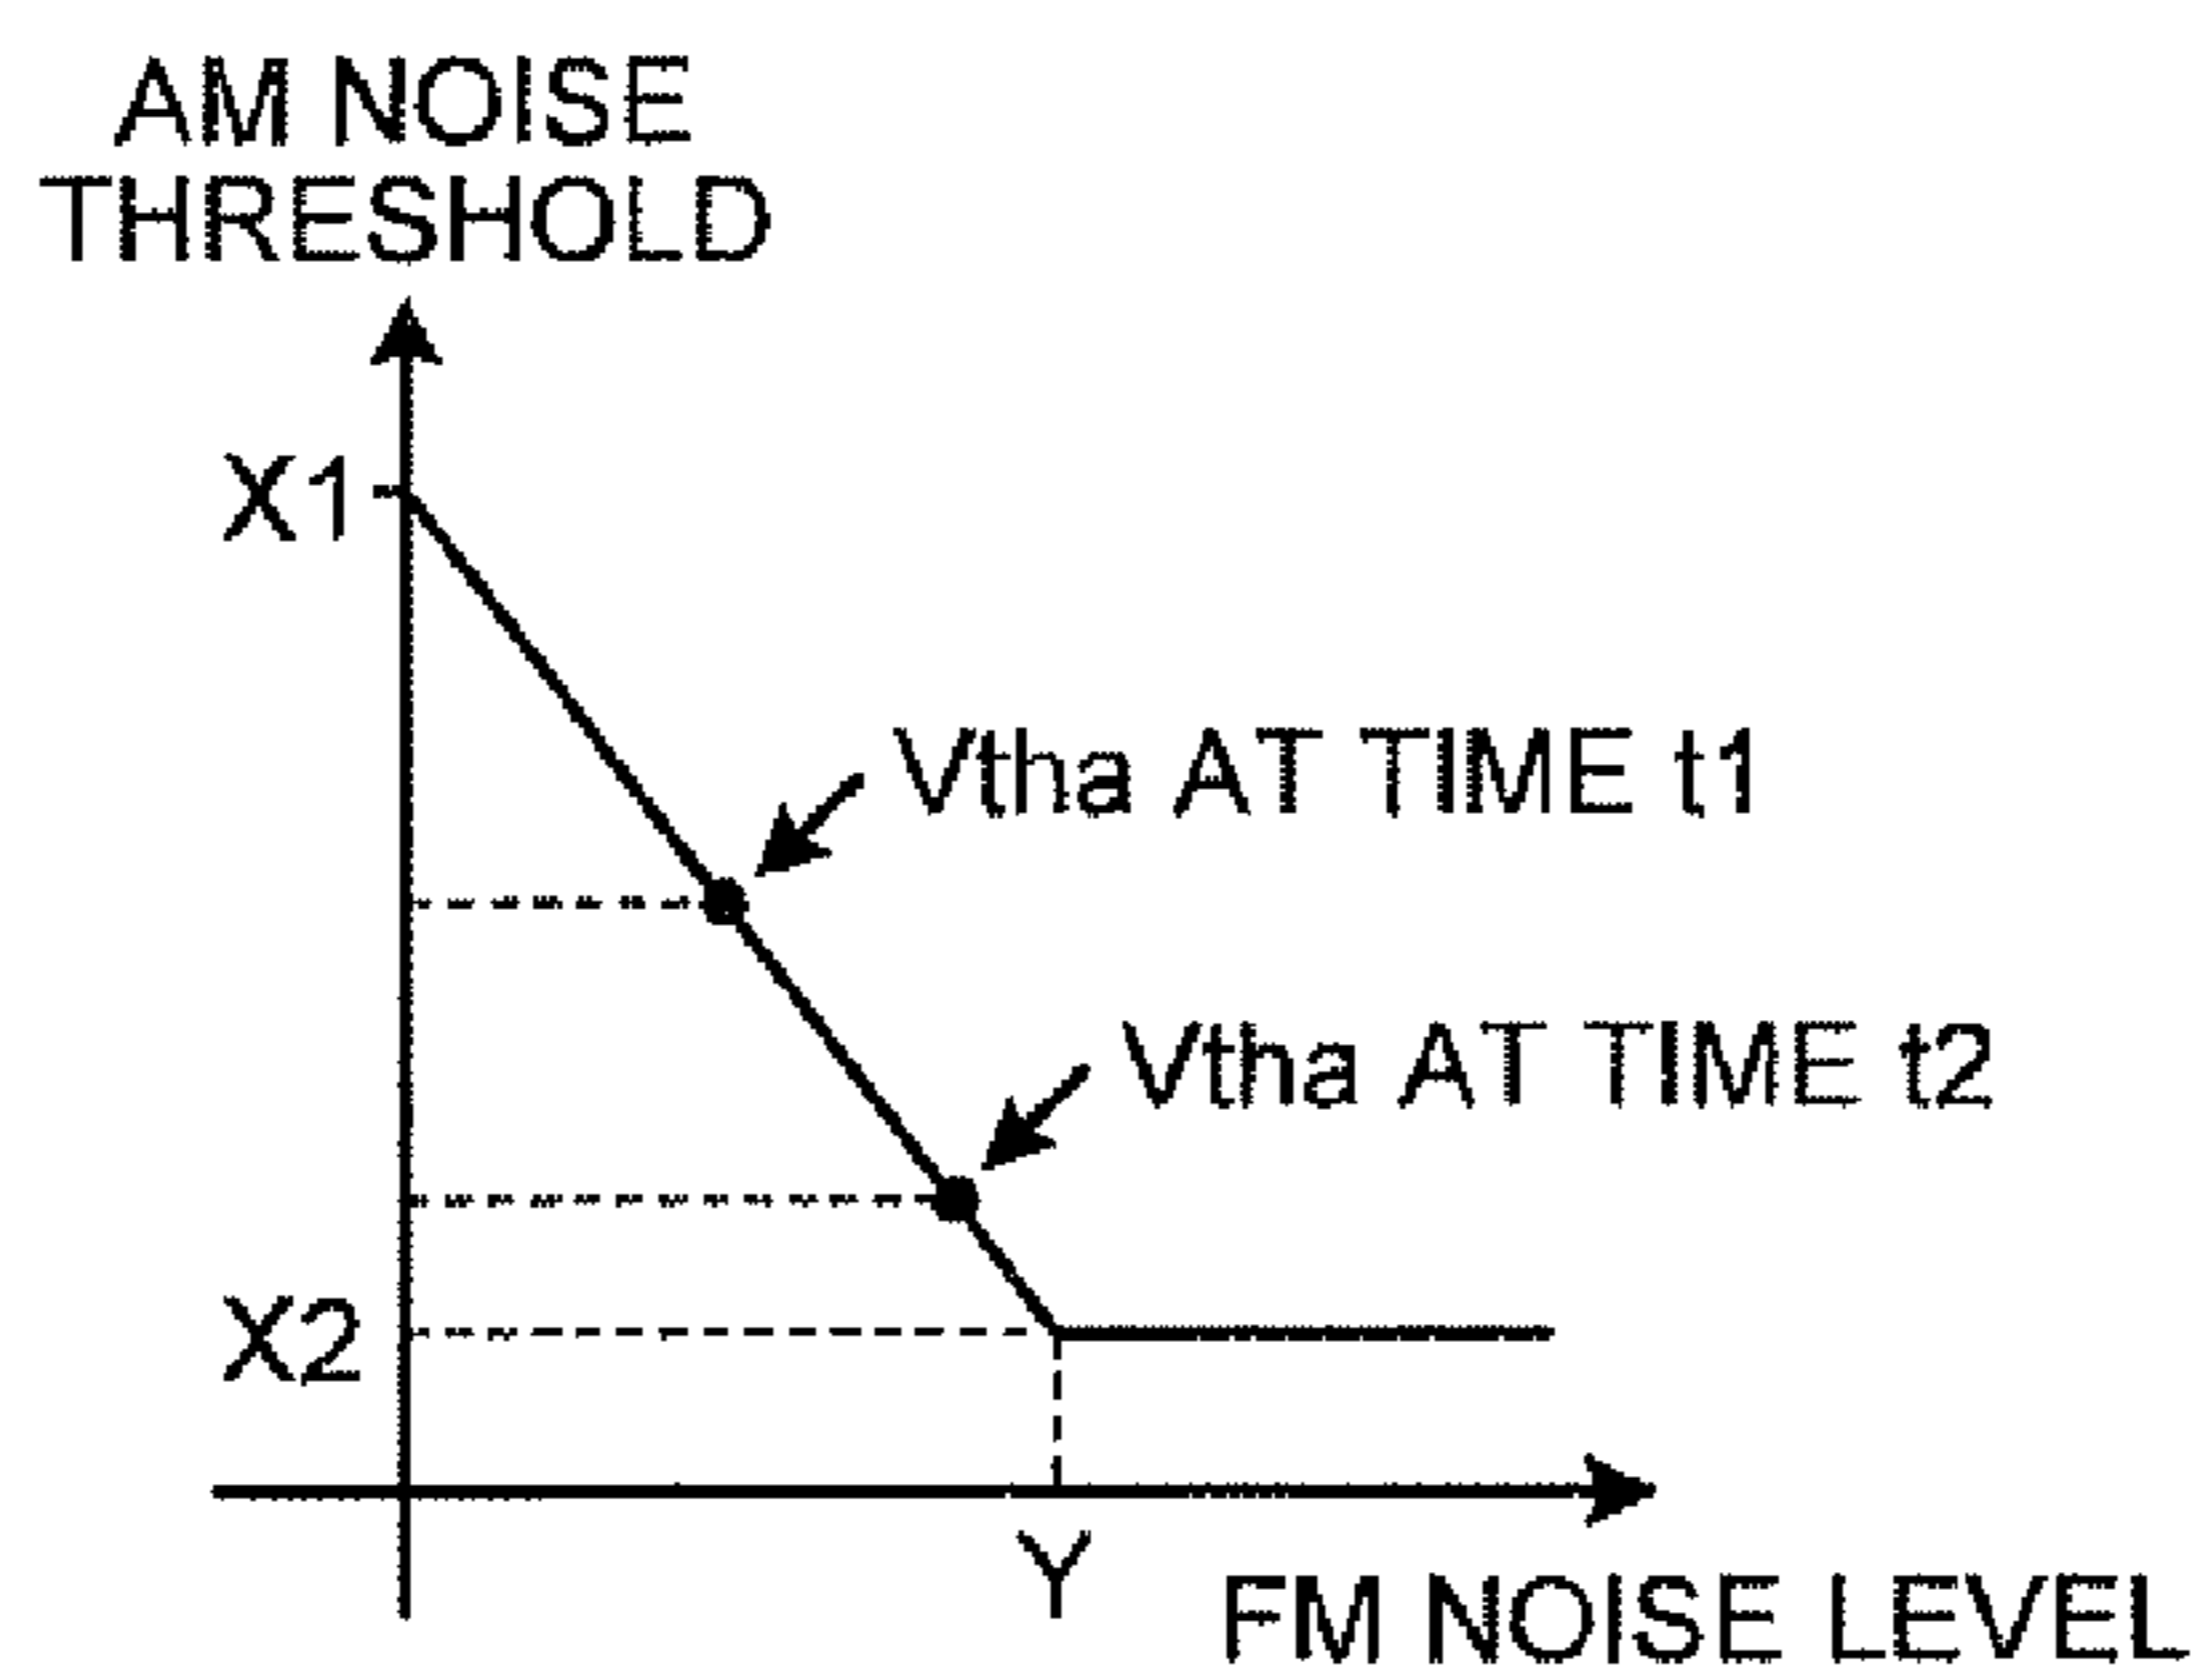 AM NOISE
THRESHOLD
X1
Vtha AT TIME t1
Vtha AT TIME t2
X2
Y
FM NOISE LEVEL